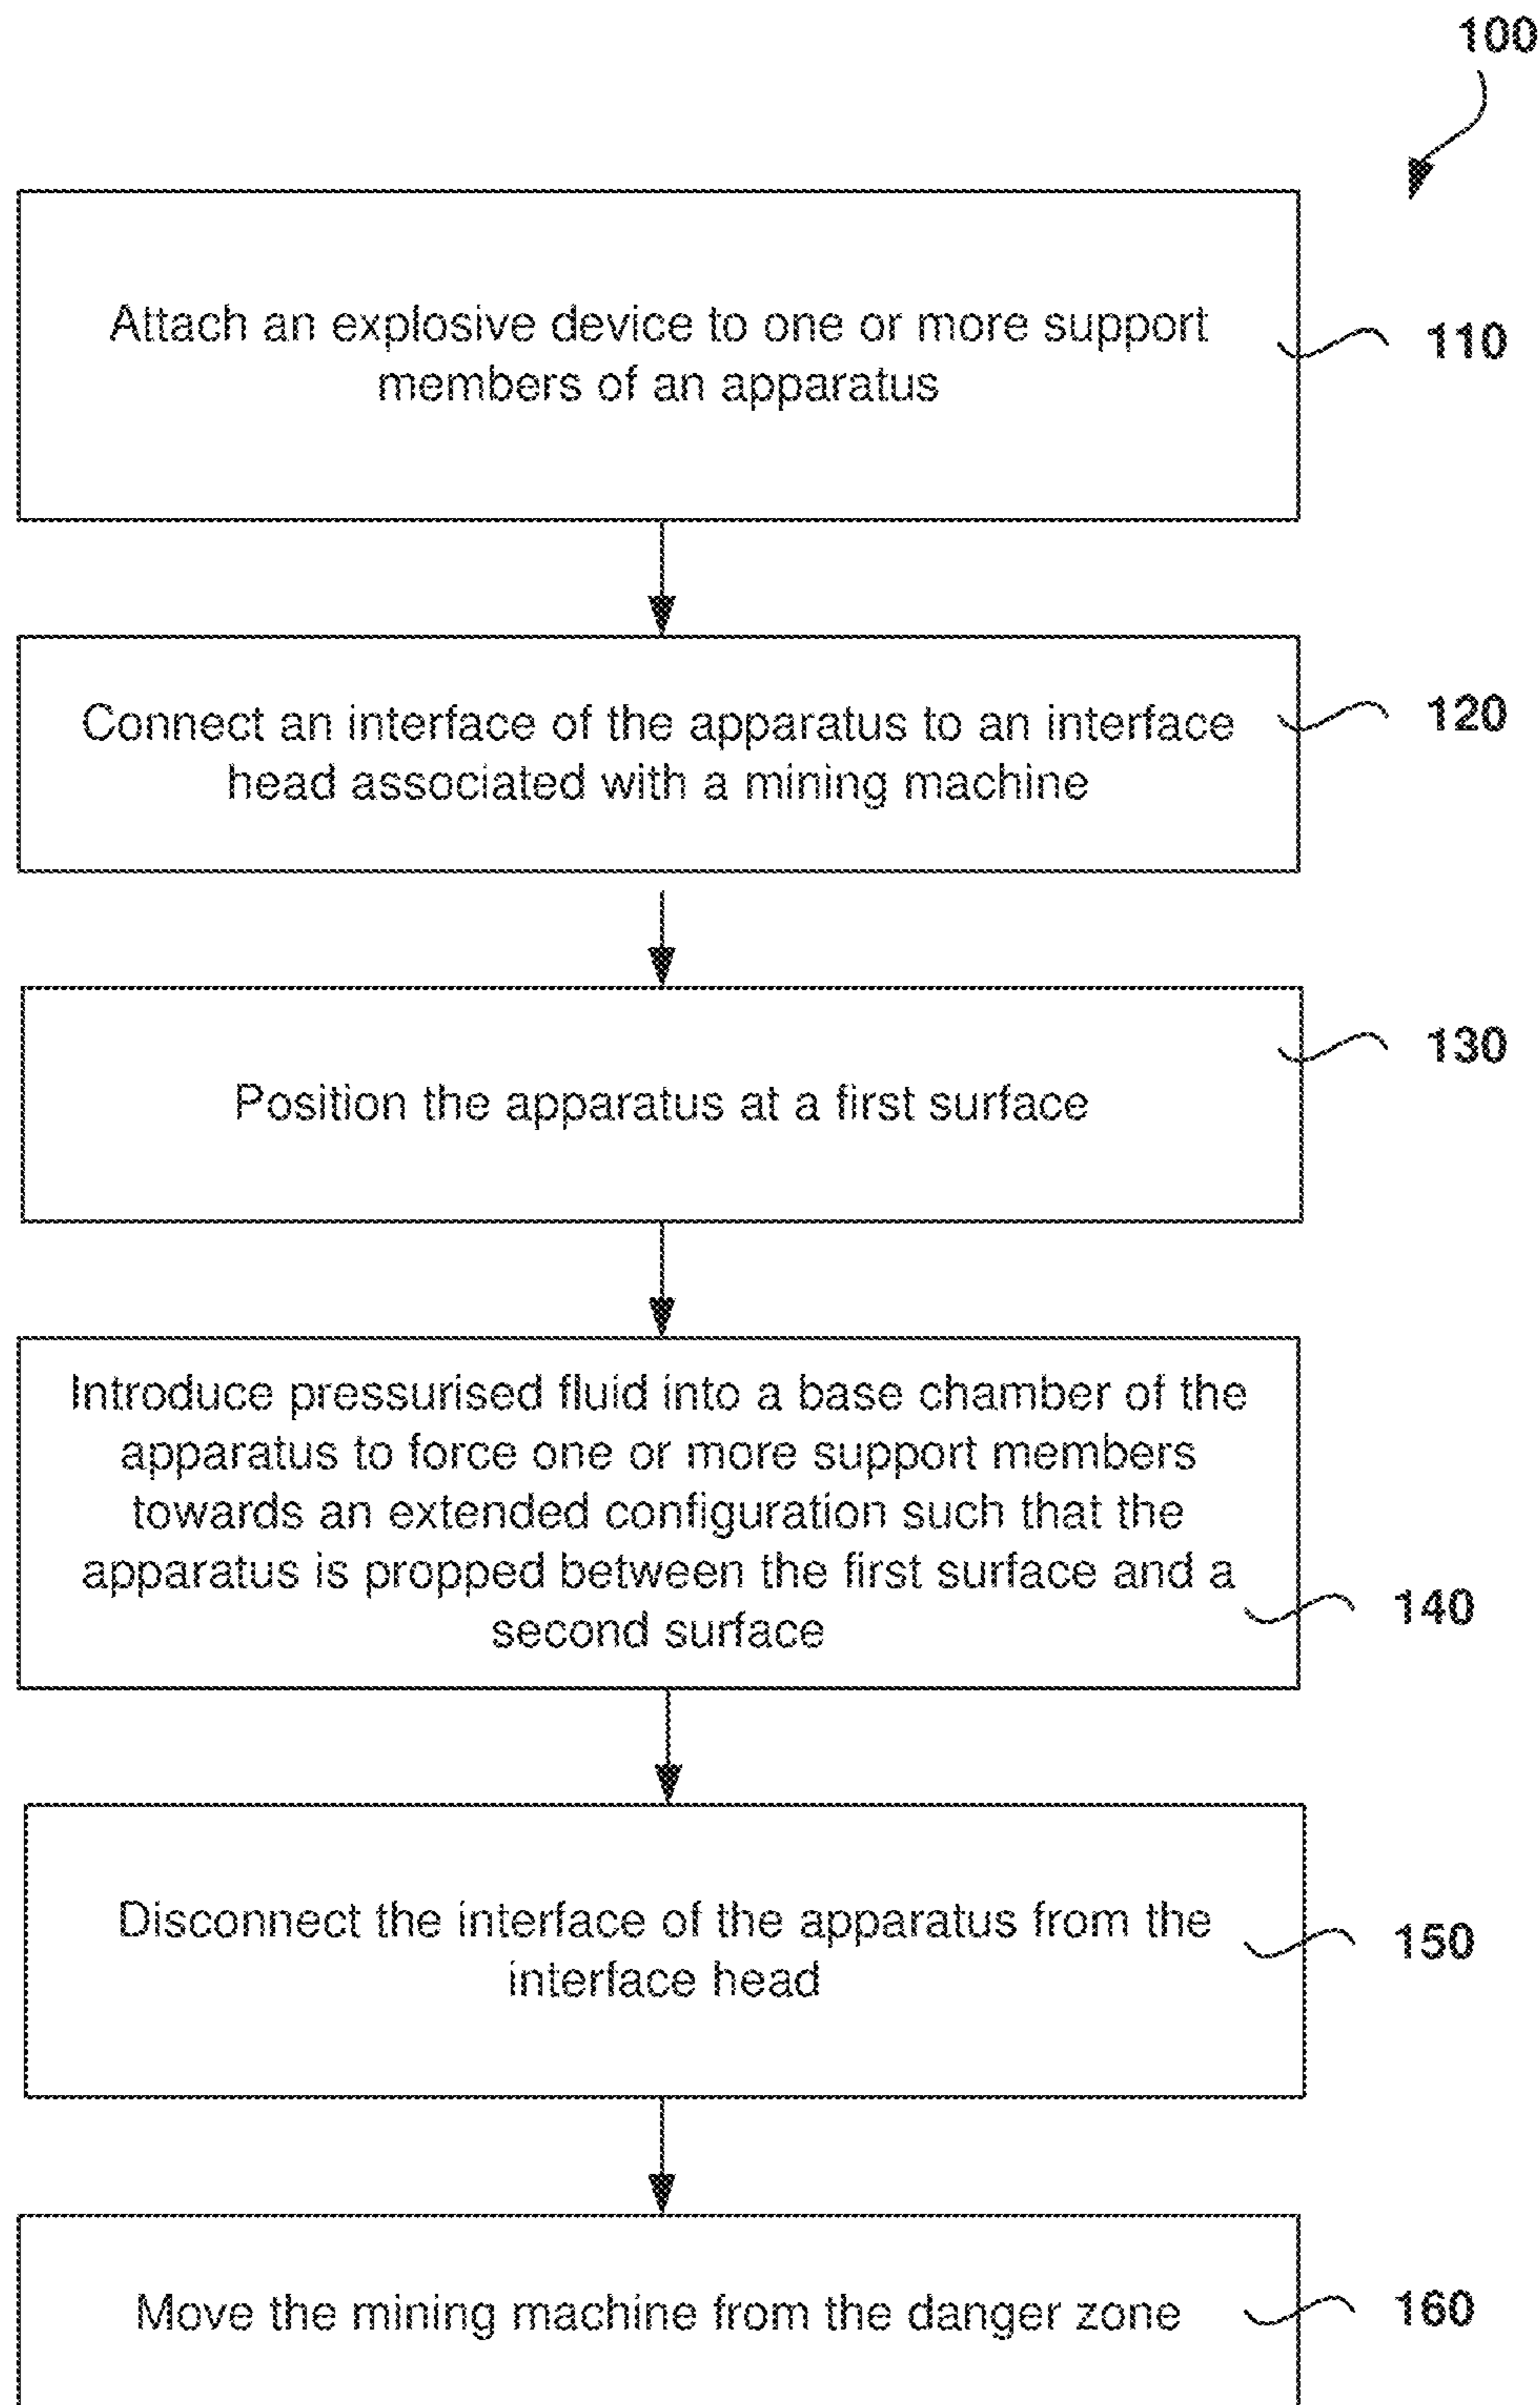 100
Attach an explosive device to one or more support
members of an apparatus
110
Connect an interface of the apparatus to an interface
head associated with a mining machine
120
Position the apparatus at a first surface
130
Introduce pressurised fluid into a base chamber of the
apparatus to force one or more support members
towards an extended configuration such that the
apparatus is propped between the first surface and a
second surface
140
Disconnect the interface of the apparatus from the
interface head
150
Move the mining machine from the danger zone
160